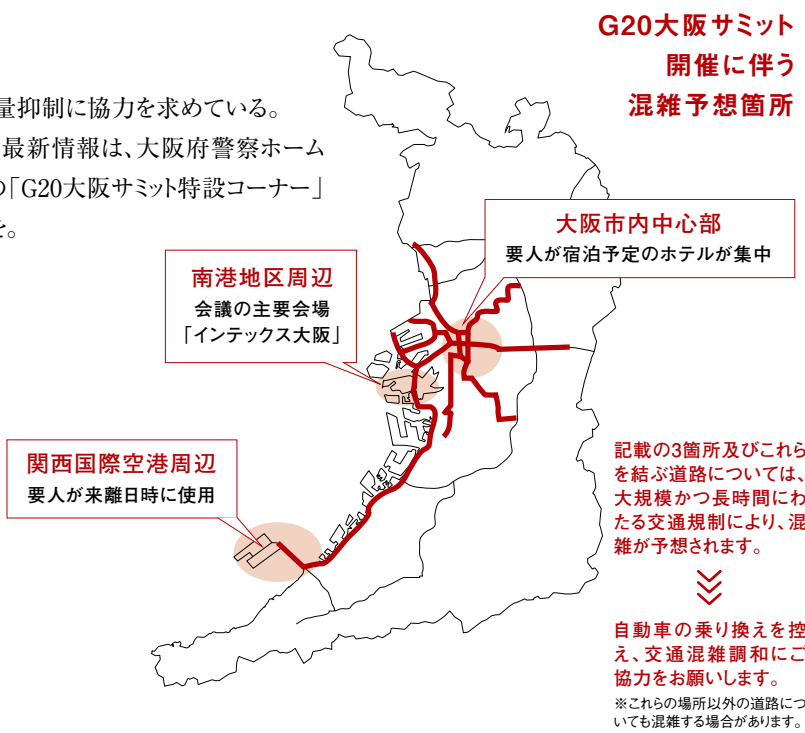 G20大阪サミット
開催に伴う
混雑予想箇所
量抑制に協力を求めている。
最新情報は、大阪府警察ホーム
の「G20大阪サミット特設コーナー」
を。
大阪市内中心部
要人が宿泊予定のホテルが集中
南港地区周辺
会議の主要会場
「インテックス大阪」
関西国際空港周辺
要人が来離日時に使用
記載の3箇所及びこれら
を結ぶ道路については、
大規模かつ長時間にわ
たる交通規制により、混
雑が予想されます。
自動車の乗り換えを控
え、交通混雑調和にご
協力をお願いします。
※これらの場所以外の道路につ
いても混雑する場合があります。